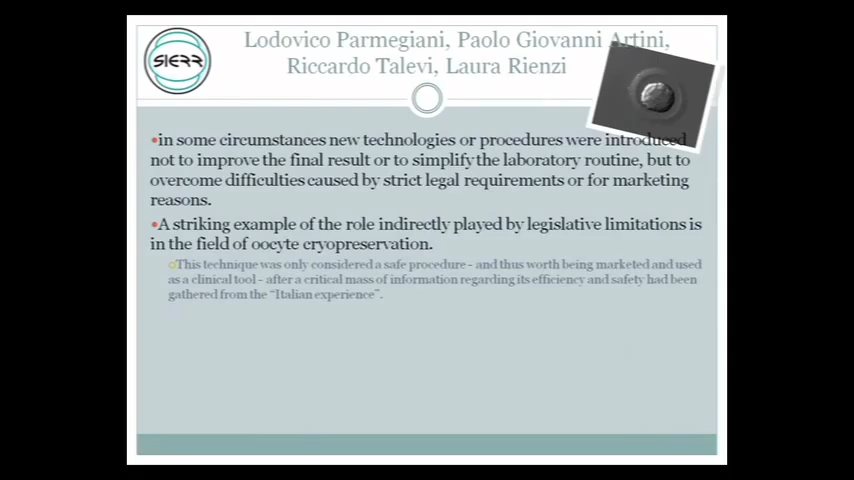 SIERR
Lodovico Parmegiani, Paolo Giovanni Artini,
Riccardo Talevi, Laura Rienzi
•in some circumstances new technologies or procedures were introduced
not to improve the final result or to simplify the laboratory routine, but to
overcome difficulties caused by strict legal requirements or for marketing
reasons.
•A striking example of the role indirectly played by legislative limitations is
in the field of oocyte cryopreservation.
○This technique was only considered a safe procedure – and thus worth being marketed and used
as a clinical tool – after a critical mass of information regarding its efficiency and safety had been
gathered from the “Italian experience”.